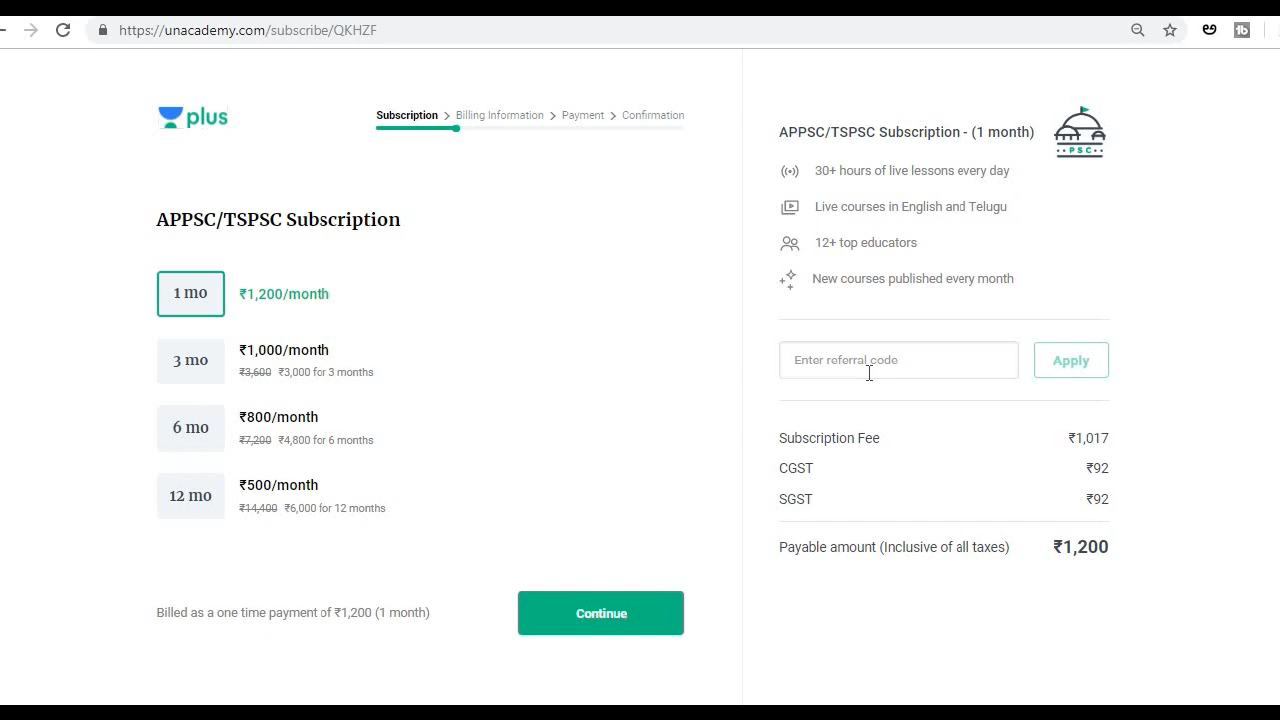 https://unacademy.com/subscribe/QKHZF
plus
Subscription > Billing Information > Payment > Confirmation
APPSC/TSPSC Subscription
1 mo ₹1,200/month
3 mo ₹1,000/month
₹3,600 ₹3,000 for 3 months
6 mo ₹800/month
₹7,200 ₹4,800 for 6 months
12 mo ₹500/month
₹14,400 ₹6,000 for 12 months
Billed as a one time payment of ₹1,200 (1 month)
Continue
APPSC/TSPSC Subscription - (1 month)
PSC
30+ hours of live lessons every day
Live courses in English and Telugu
12+ top educators
New courses published every month
Enter referral code
Apply
Subscription Fee ₹1,017
CGST ₹92
SGST ₹92
Payable amount (Inclusive of all taxes) ₹1,200